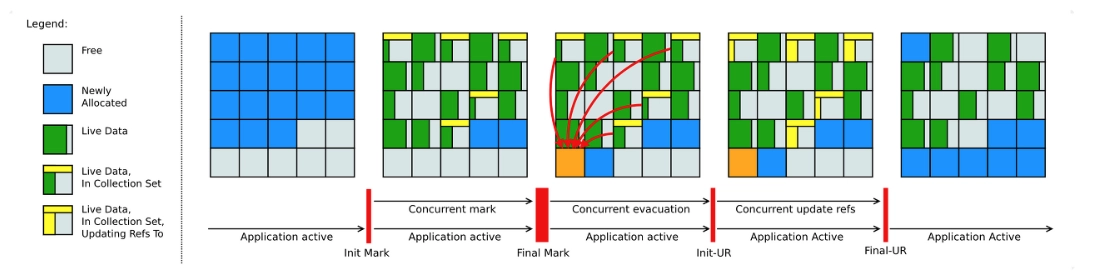 Legend:
Free
Newly
Allocated
Live Data
Live Data,
In Collection Set
Live Data,
In Collection Set,
Updating Refs To
Concurrent mark
Concurrent evacuation
Concurrent update refs
Application active
Application active
Application active
Application Active
Application Active
Init Mark
Final Mark
Init-UR
Final-UR